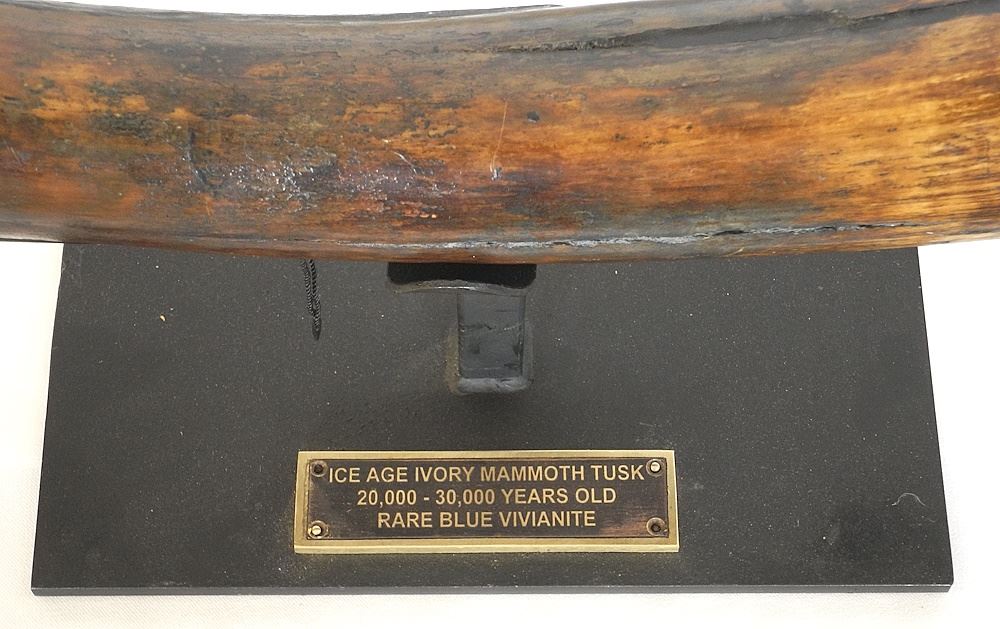 ICE AGE IVORY MAMMOTH TUSK
20,000 - 30,000 YEARS OLD
RARE BLUE VIVIANITE